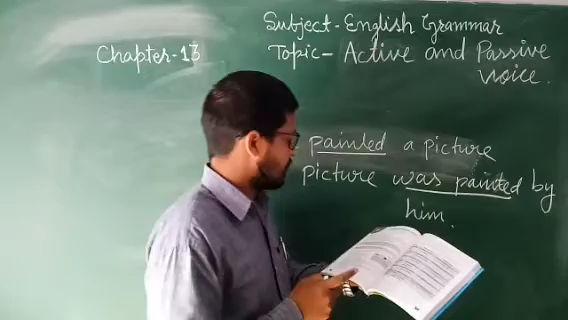 Subject-English Grammar
Chapter-13
Topic- Active and Passive
voice.
painted a picture
picture was painted by
him.